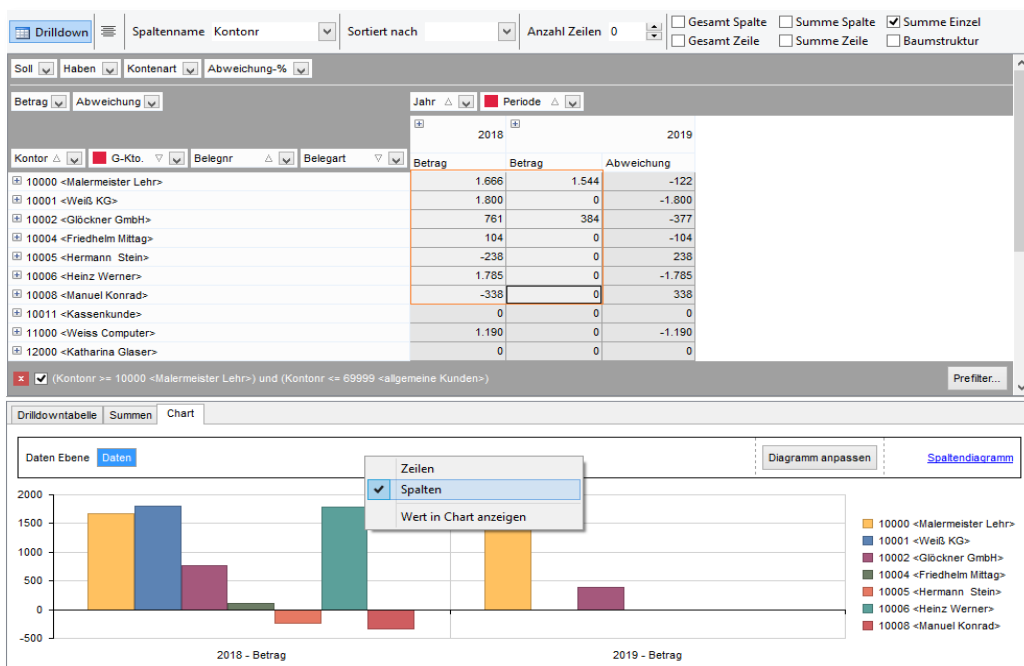 Drilldown Spaltenname Kontonr Sortiert nach Anzahl Zeilen 0 Gesamt Spalte Summe Spalte Summe Einzel
Gesamt Zeile Summe Zeile Baumstruktur
Soll Haben Kontenart Abweichung-%
Betrag Abweichung Jahr Periode
2018 2019
Kontor G-Kto. Belegnr Belegart Betrag Betrag Abweichung
10000 <Malermeister Lehr> 1.666 1.544 -122
10001 <Weiß KG> 1.800 0 -1.800
10002 <Glöckner GmbH> 761 384 -377
10004 <Friedhelm Mittag> 104 0 -104
10005 <Hermann  Stein> -238 0 238
10006 <Heinz Werner> 1.785 0 -1.785
10008 <Manuel Konrad> -338 0 338
10011 <Kassenkunde> 0 0 0
11000 <Weiss Computer> 1.190 0 -1.190
12000 <Katharina Glaser> 0 0 0
x (Kontonr >= 10000 <Malermeister Lehr>) und (Kontonr <= 69999 <allgemeine Kunden>) Prefilter...
Drilldowntabelle Summen Chart
Daten Ebene Daten Diagramm anpassen Spaltendiagramm
Zeilen
Spalten
Wert in Chart anzeigen
2000
1500
1000
500
0
-500
2018 - Betrag 2019 - Betrag
10000 <Malermeister Lehr>
10001 <Weiß KG>
10002 <Glöckner GmbH>
10004 <Friedhelm Mittag>
10005 <Hermann  Stein>
10006 <Heinz Werner>
10008 <Manuel Konrad>